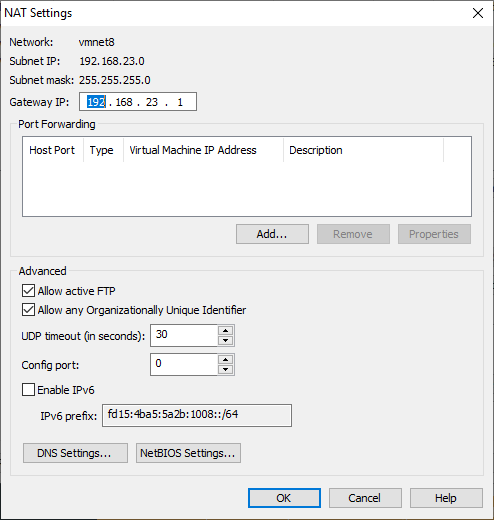 NAT Settings
Network: vmnet8
Subnet IP: 192.168.23.0
Subnet mask: 255.255.255.0
Gateway IP: 192 . 168 . 23 . 1
Port Forwarding
Host Port Type Virtual Machine IP Address Description
Add... Remove Properties
Advanced
Allow active FTP
Allow any Organizationally Unique Identifier
UDP timeout (in seconds): 30
Config port: 0
Enable IPv6
IPv6 prefix: fd15:4ba5:5a2b:1008::/64
DNS Settings... NetBIOS Settings...
OK Cancel Help